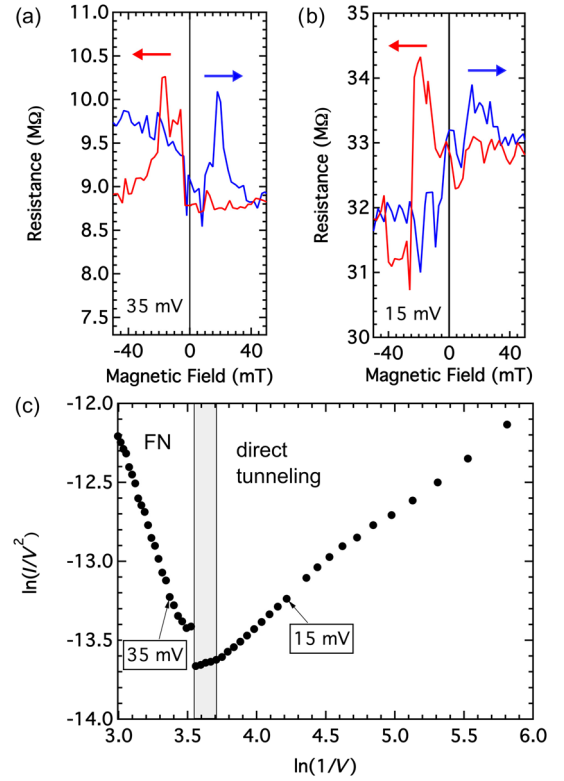 (a)
11.0
10.5
10.0
9.5
9.0
8.5
8.0
7.5
Resistance (MΩ)
35 mV
-40
0
40
Magnetic Field (mT)
(b)
35
34
33
32
31
30
Resistance (MΩ)
15 mV
-40
0
40
Magnetic Field (mT)
(c)
-12.0
-12.5
-13.0
-13.5
-14.0
ln(I/V²)
FN
direct
tunneling
35 mV
15 mV
3.0
3.5
4.0
4.5
5.0
5.5
6.0
ln(1/V)